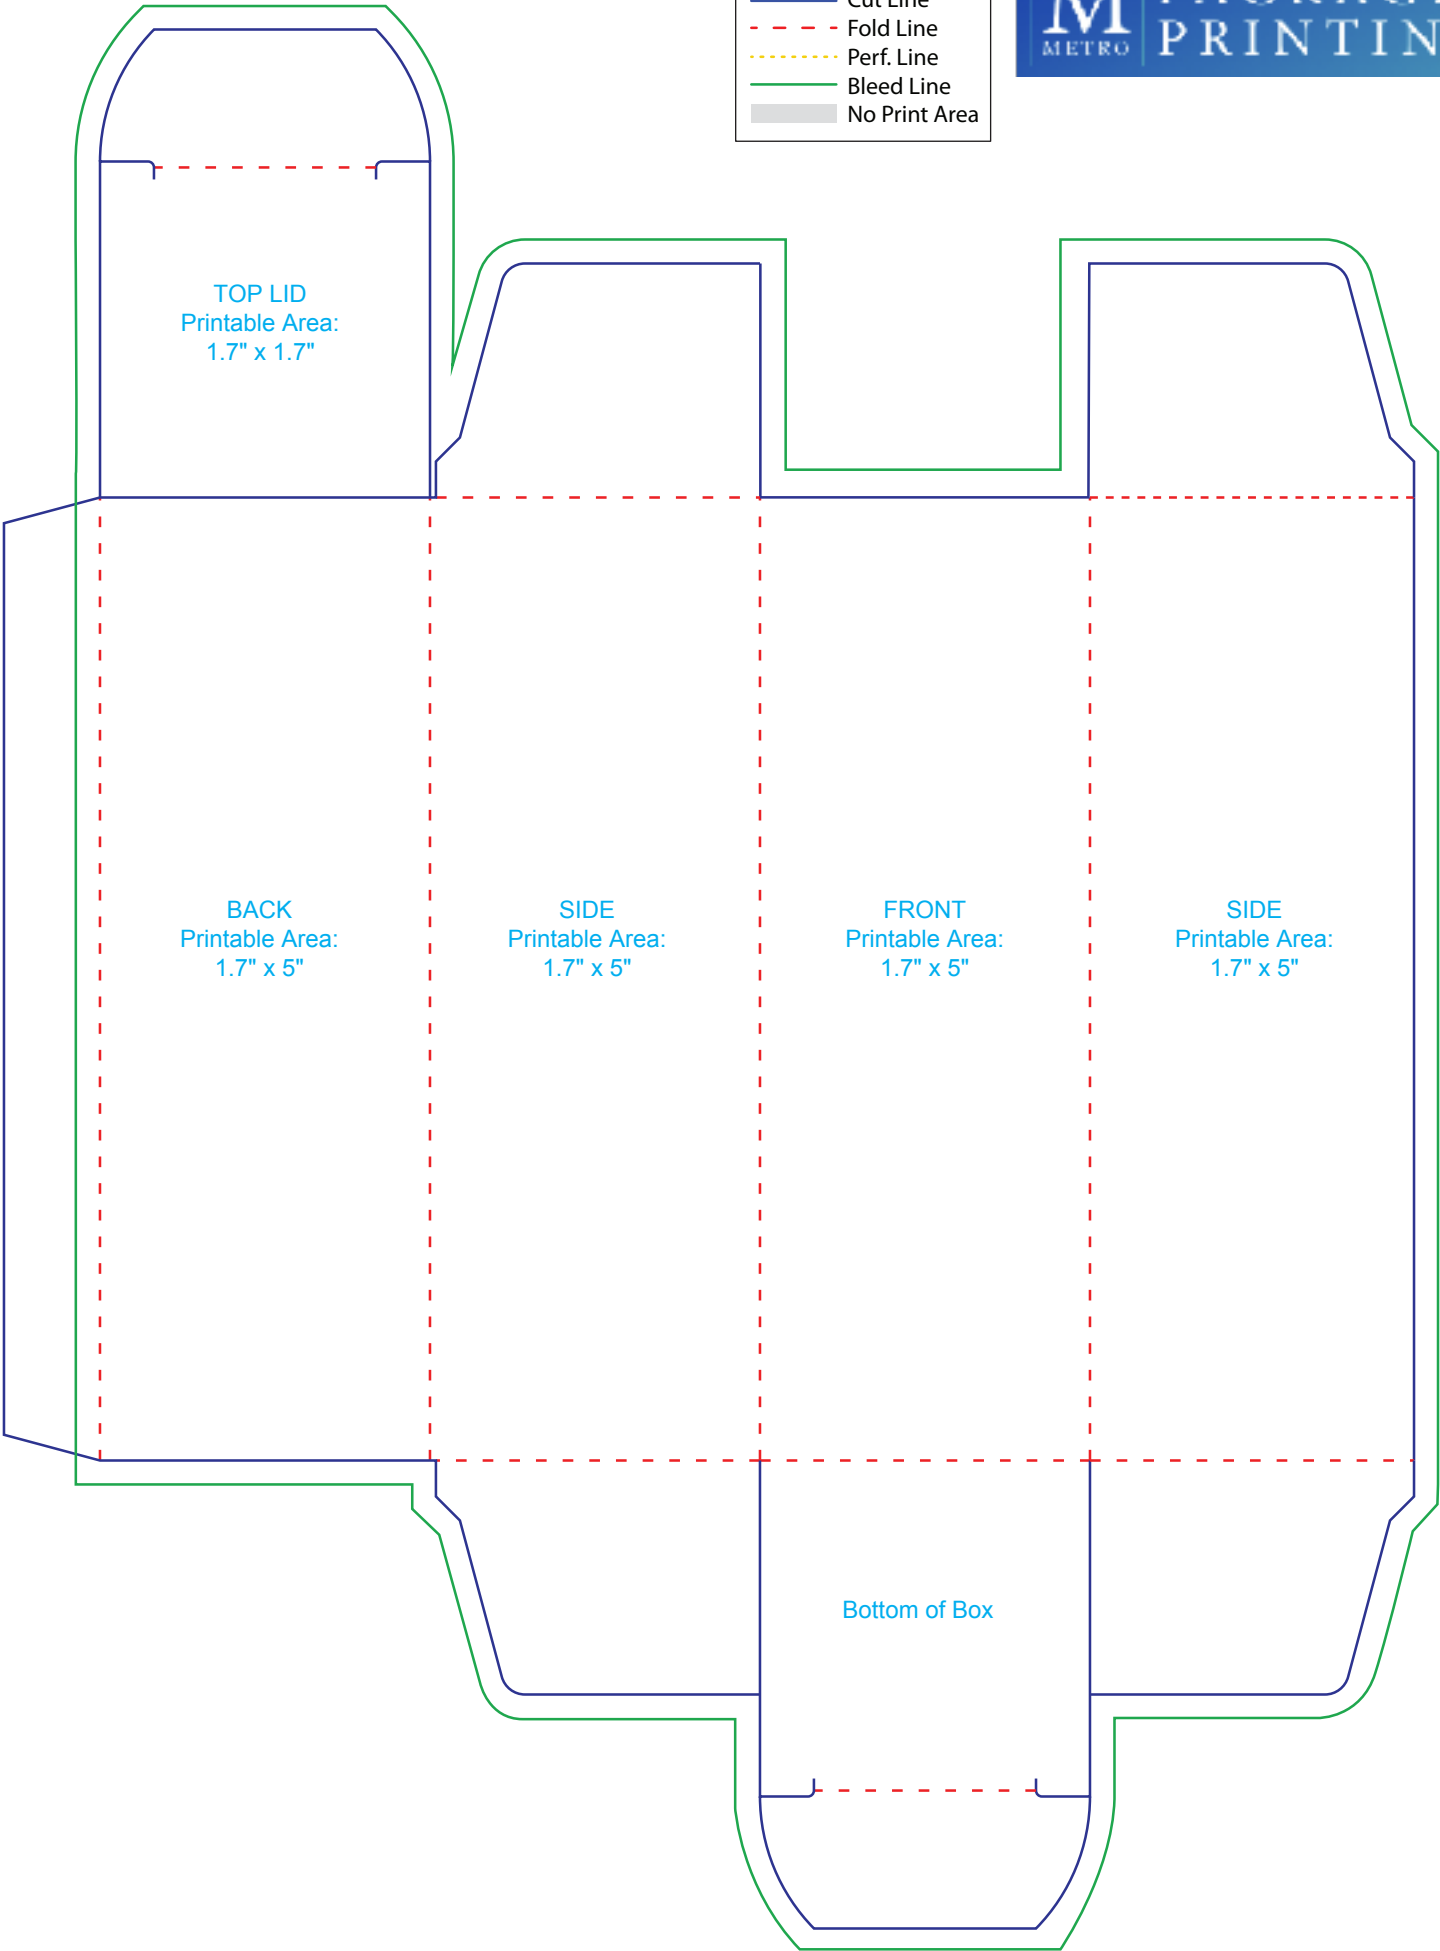 Cut Line
Fold Line
Perf. Line
Bleed Line
No Print Area
M
METRO
PRINTIN
TOP LID
Printable Area:
1.7" x 1.7"
BACK
Printable Area:
1.7" x 5"
SIDE
Printable Area:
1.7" x 5"
FRONT
Printable Area:
1.7" x 5"
SIDE
Printable Area:
1.7" x 5"
Bottom of Box